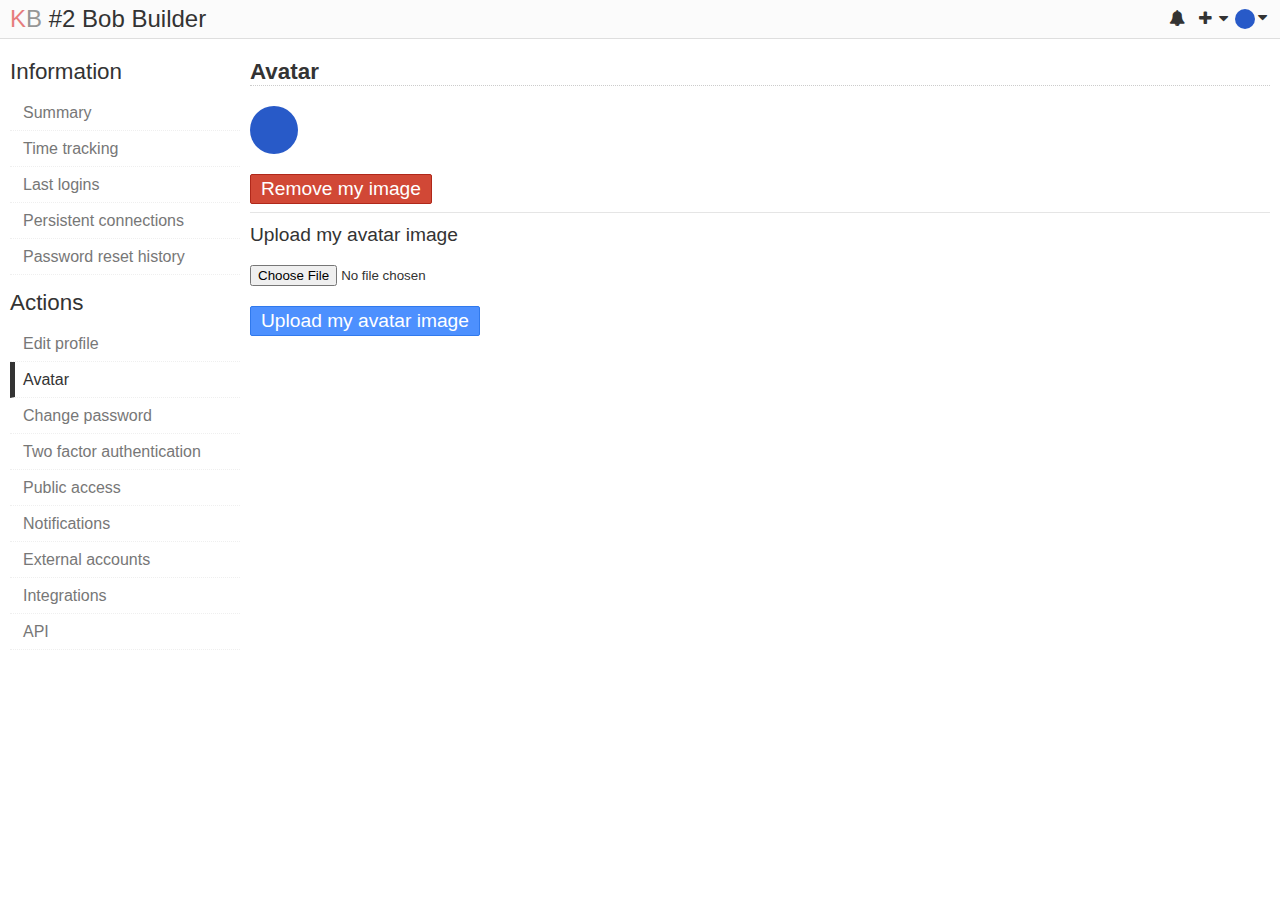 KB #2 Bob Builder
Information
Summary
Time tracking
Last logins
Persistent connections
Password reset history
Actions
Edit profile
Avatar
Change password
Two factor authentication
Public access
Notifications
External accounts
Integrations
API
Avatar
Remove my image
Upload my avatar image
Choose File No file chosen
Upload my avatar image